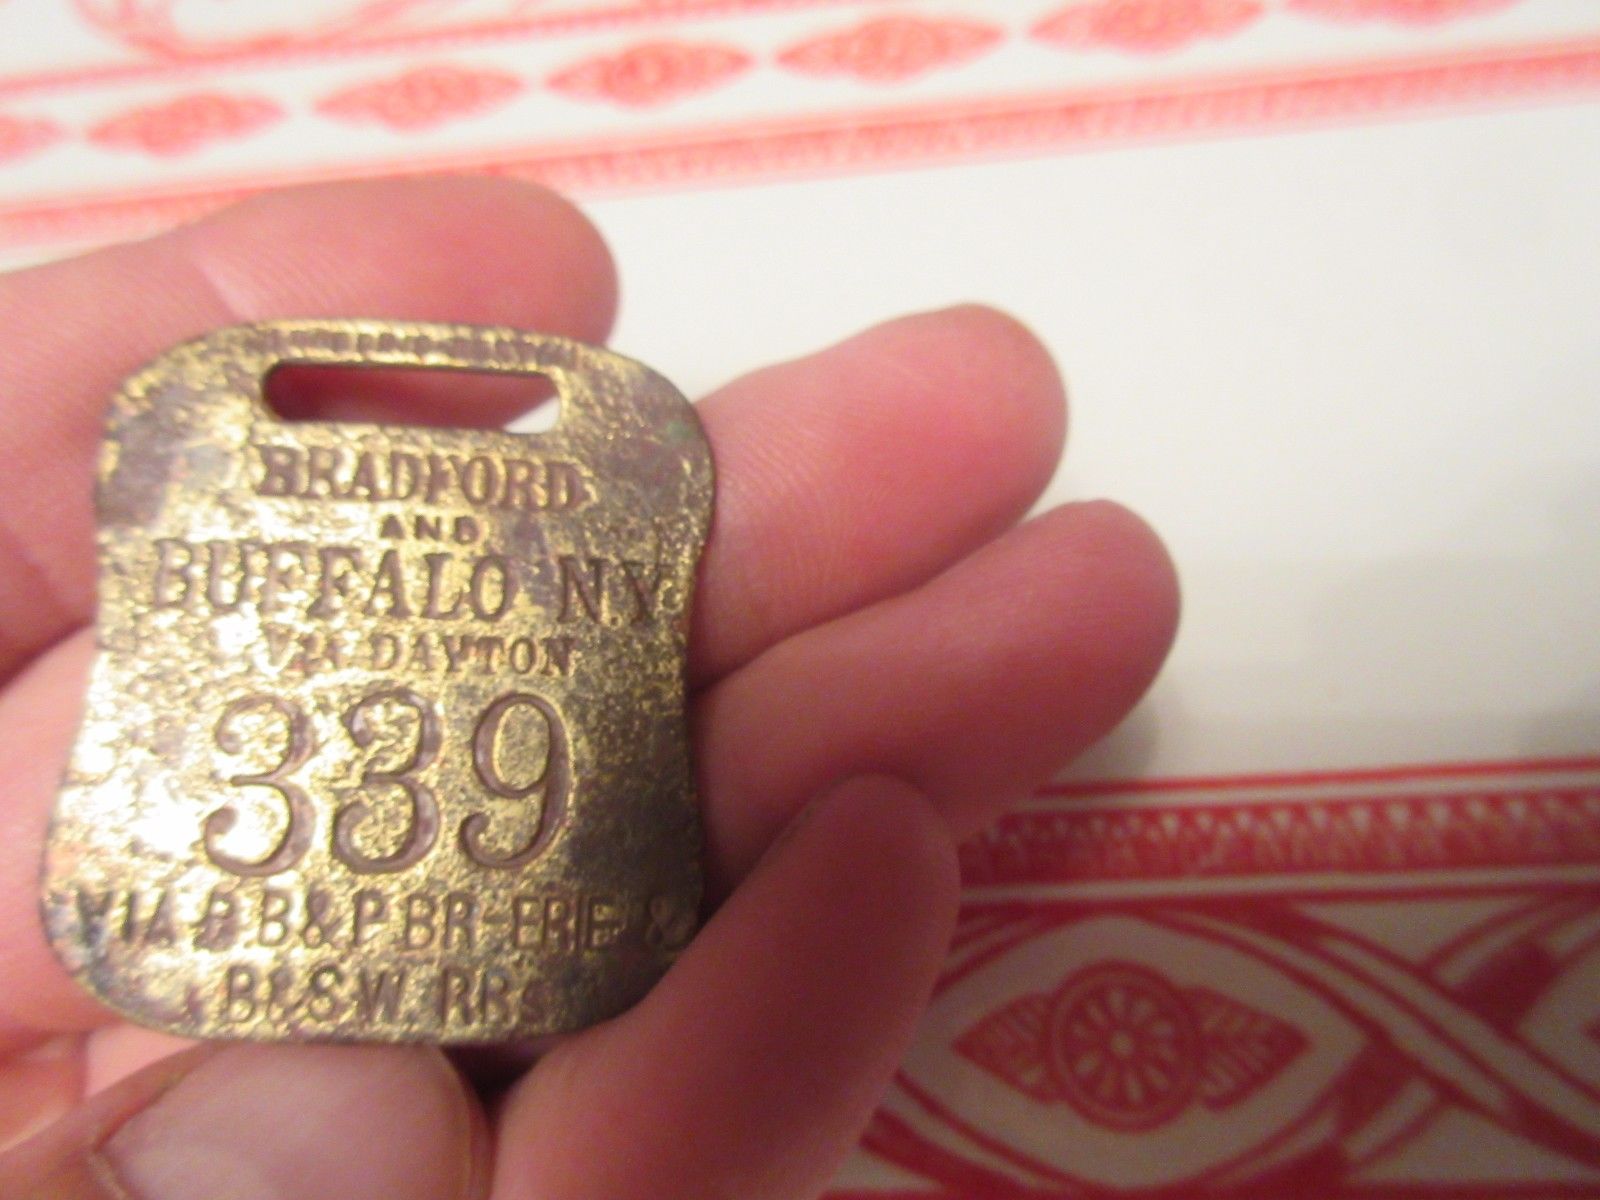 BRADFORD
AND
BUFFALO N.Y
VIA DAYTON
339
VIA B B & P BR-ERIE &
B & S W. RRs